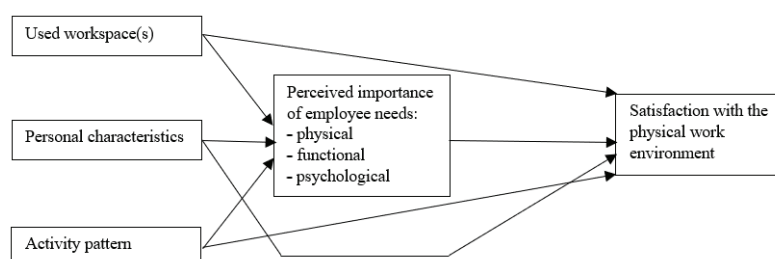 Used workspace(s)
Personal characteristics
Activity pattern
Perceived importance
of employee needs:
- physical
- functional
- psychological
Satisfaction with the
physical work
environment